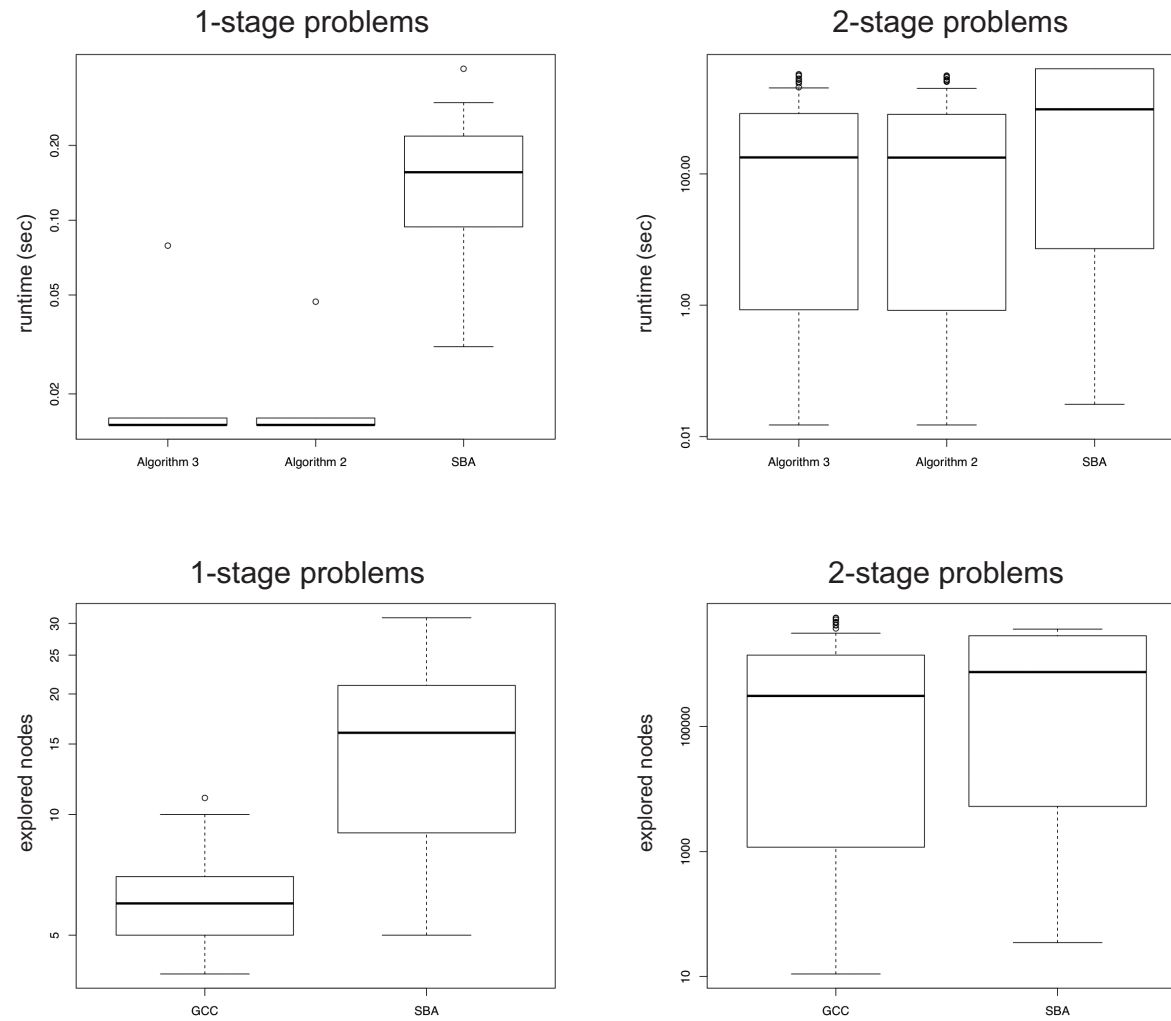 1-stage problems
runtime (sec)
0.20
0.10
0.05
0.02
Algorithm 3 Algorithm 2 SBA
2-stage problems
runtime (sec)
100.00
1.00
0.01
Algorithm 3 Algorithm 2 SBA
1-stage problems
explored nodes
30
25
20
15
10
5
GCC SBA
2-stage problems
explored nodes
100000
1000
10
GCC SBA